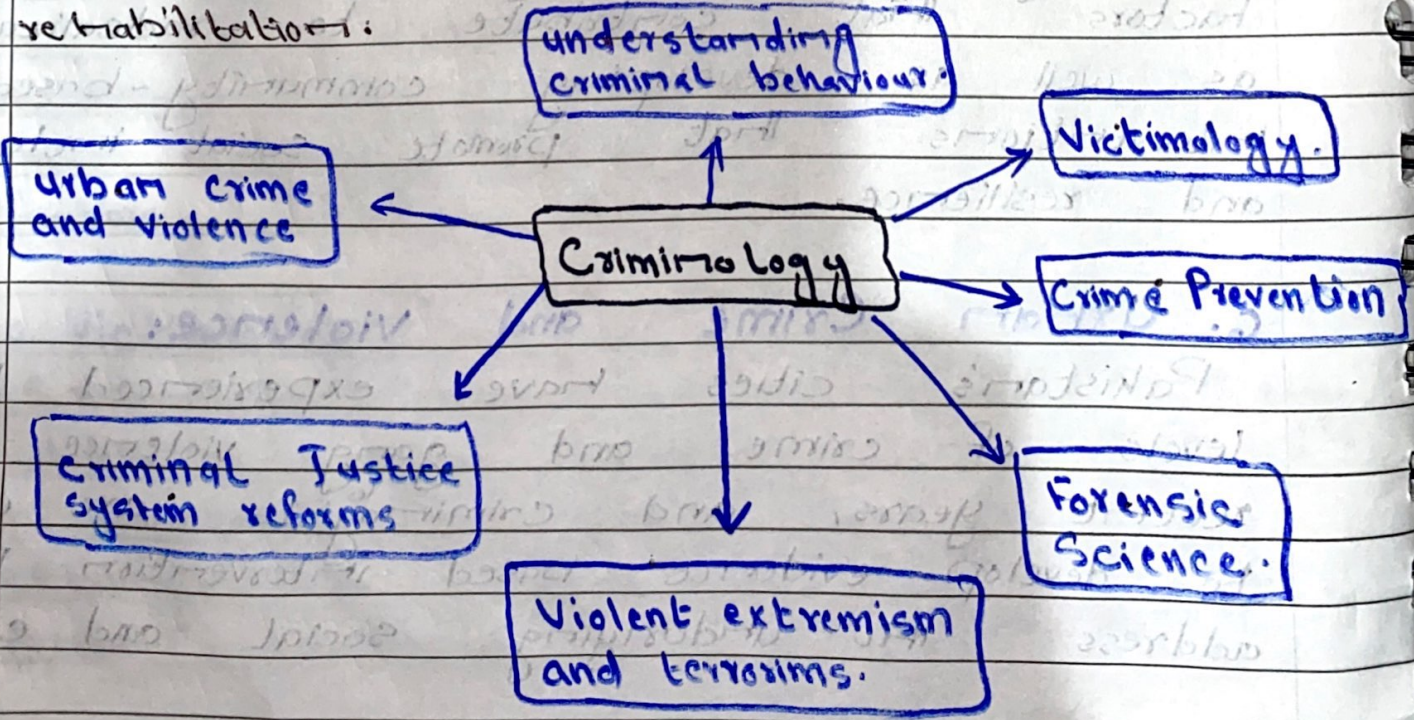 rehabilitation.
understanding
criminal behaviour.
Victimology.
urban crime
and violence
Criminology
Crime Prevention
Criminal Justice
system reforms
Forensic
Science.
Violent extremism
and terrorims.